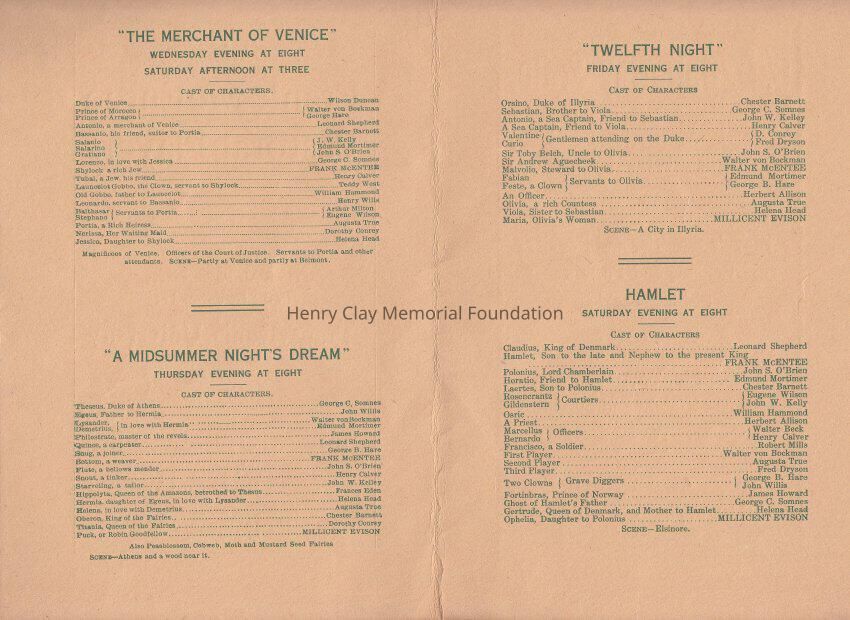 "THE MERCHANT OF VENICE"
WEDNESDAY EVENING AT EIGHT
SATURDAY AFTERNOON AT THREE
CAST OF CHARACTERS.
Duke of Venice Wilson Duncan
Prince of Morocco Walter von Boekman
Prince of Arragon George Hare
Antonio, a merchant of Venice Leonard Shepherd
Bassanio, his friend, suitor to Portia Chester Barnett
Salanio J. W. Kelly
Salarino Edmund Mortimer
Gratiano John S. O'Brien
Lorenzo, in love with Jessica George C. Somnes
Shylock a rich Jew FRANK McENTEE
Tubal, a Jew, his friend Henry Calver
Launcelot Gobbo, the Clown, servant to Shylock Teddy West
Old Gobbo, father to Launcelot William Hammond
Leonardo, servant to Bassanio Henry Wills
Balthasar Arthur Milton
Stephano Servants to Portia Eugene Wilson
Portia, a Rich Heiress Augusta True
Nerissa, Her Waiting Maid Dorothy Conrey
Jessica, Daughter to Shylock Helena Head
Magnificoes of Venice. Officers of the Court of Justice. Servants to Portia and other
attendants. SCENE—Partly at Venice and partly at Belmont.
"A MIDSUMMER NIGHT'S DREAM"
THURSDAY EVENING AT EIGHT
CAST OF CHARACTERS.
Theseus, Duke of Athens George C. Somnes
Egeus, Father to Hermia John Willis
Lysander, Walter vonBoekman
Demetrius, in love with Hermia Edmund Mortimer
Philostrate, master of the revels James Howard
Quince, a carpenter Leonard Shepherd
Snug, a joiner George B. Hare
Bottom, a weaver FRANK McENTEE
Flute, a bellows mender John S. O'Brien
Snout, a tinker Henry Calver
Starveling, a tailor John W. Kelley
Hippolyta, Queen of the Amazons, betrothed to Theseus Frances Eden
Hermia, daughter of Egeus, in love with Lysander Helena Head
Helena, in love with Demetrius Augusta True
Oberon, King of the Fairies Chester Barnett
Titania, Queen of the Fairies Dorothy Conrey
Puck, or Robin Goodfellow MILLICENT EVISON
Also Peasblossom, Cobweb, Moth and Mustard Seed Fairies
SCENE—Athens and a wood near it.
Henry Clay Memorial Foundation
"TWELFTH NIGHT"
FRIDAY EVENING AT EIGHT
CAST OF CHARACTERS
Orsino, Duke of Illyria Chester Barnett
Sebastian, Brother to Viola George C. Somnes
Antonio, a Sea Captain, Friend to Sebastian John W. Kelley
A Sea Captain, Friend to Viola Henry Calver
Valentine D. Conrey
Curio Gentlemen attending on the Duke Fred Dryson
Sir Toby Belch, Uncle to Olivia John S. O'Brien
Sir Andrew Aguecheek Walter von Bockman
Malvolio, Steward to Olivia FRANK McENTEE
Fabian Edmund Mortimer
Feste, a Clown Servants to Olivia George B. Hare
An Officer Herbert Allison
Olivia, a rich Countess Augusta True
Viola, Sister to Sebastian Helena Head
Maria, Olivia's Woman MILLICENT EVISON
SCENE—A City in Illyria.
HAMLET
SATURDAY EVENING AT EIGHT
CAST OF CHARACTERS
Claudius, King of Denmark Leonard Shepherd
Hamlet, Son to the late and Nephew to the present King
FRANK McENTEE
Polonius, Lord Chamberlain John S. O'Brien
Horatio, Friend to Hamlet Edmund Mortimer
Laertes, Son to Polonius Chester Barnett
Rosencrantz Eugene Wilson
Gildenstern Courtiers John W. Kelly
Osric William Hammond
A Priest Herbert Allison
Marcellus Walter Beck
Bernardo Officers Henry Calver
Francisco, a Soldier Robert Mills
First Player Walter von Bockman
Second Player Augusta True
Third Player Fred Dryson
Two Clowns Grave Diggers George B. Hare
John Willis
Fortinbras, Prince of Norway James Howard
Ghost of Hamlet's Father George C. Somnes
Gertrude, Queen of Denmark, and Mother to Hamlet Helena Head
Ophelia, Daughter to Polonius MILLICENT EVISON
SCENE—Elsinore.